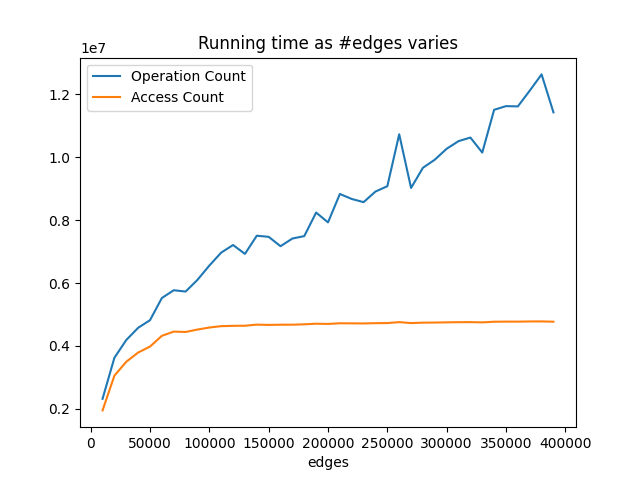 Running time as #edges varies
1e7
Operation Count
Access Count
1.2
1.0
0.8
0.6
0.4
0.2
0 50000 100000 150000 200000 250000 300000 350000 400000
edges